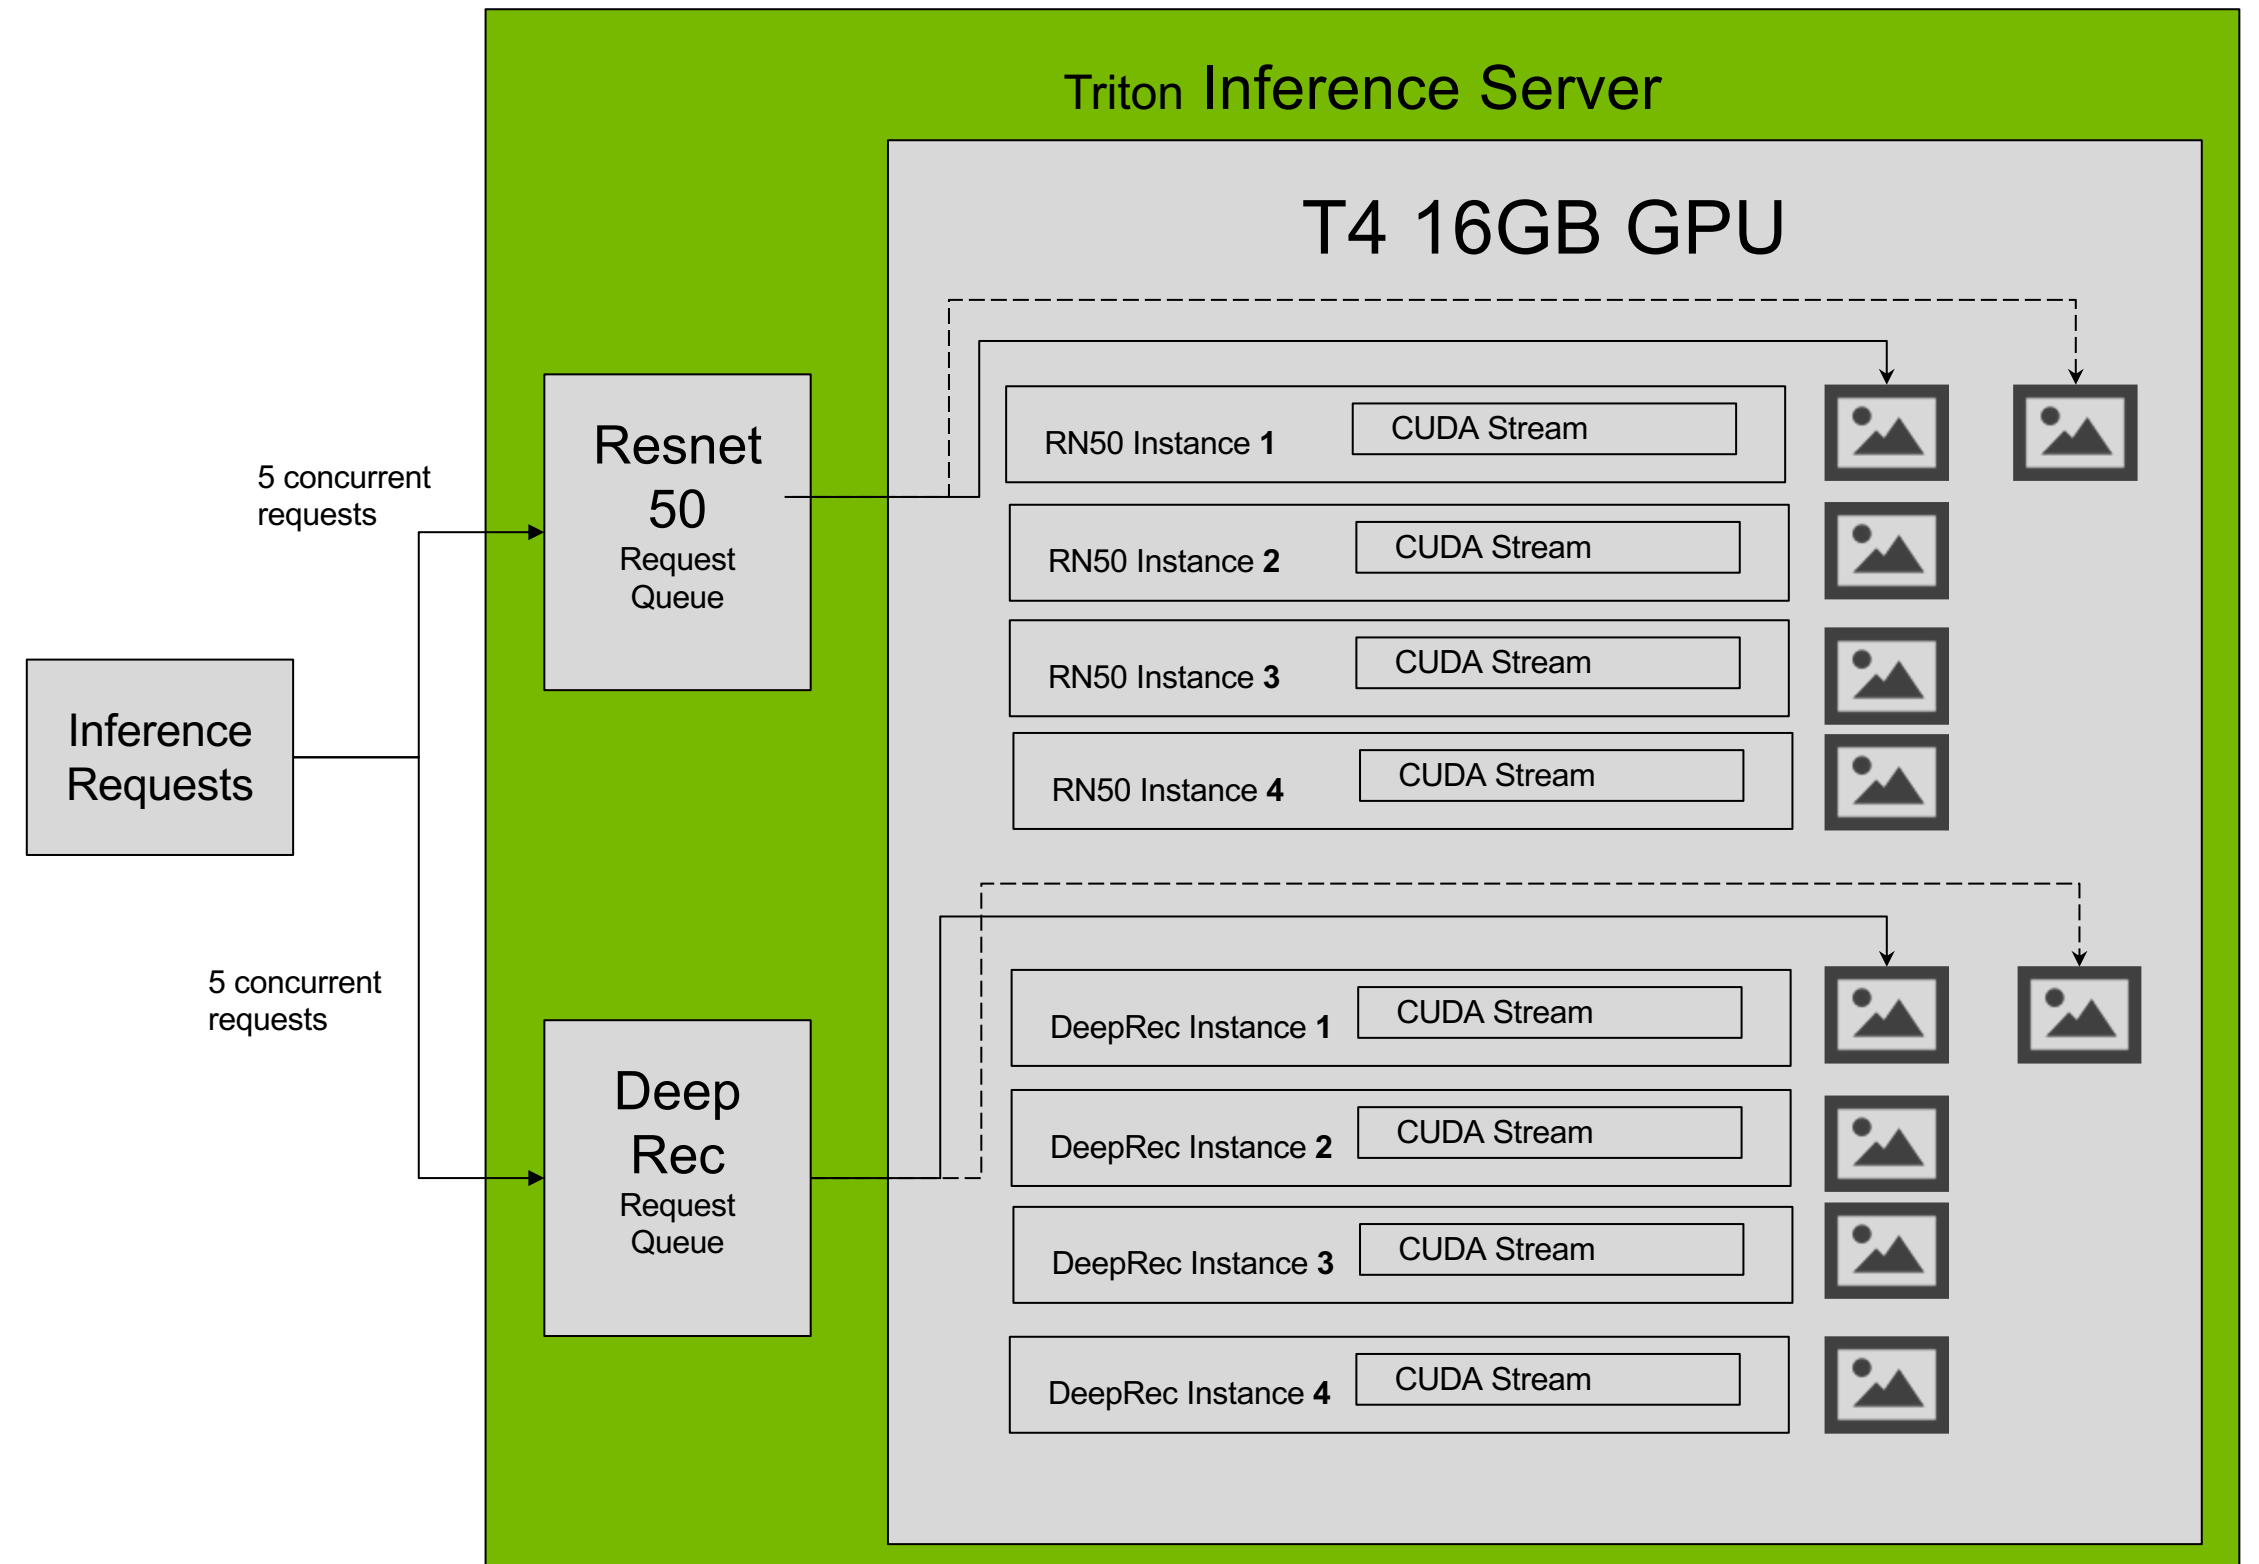 Triton Inference Server
T4 16GB GPU
5 concurrent
requests
Resnet
50
Request
Queue
RN50 Instance 1
CUDA Stream
RN50 Instance 2
CUDA Stream
RN50 Instance 3
CUDA Stream
RN50 Instance 4
CUDA Stream
Inference
Requests
5 concurrent
requests
Deep
Rec
Request
Queue
DeepRec Instance 1
CUDA Stream
DeepRec Instance 2
CUDA Stream
DeepRec Instance 3
CUDA Stream
DeepRec Instance 4
CUDA Stream